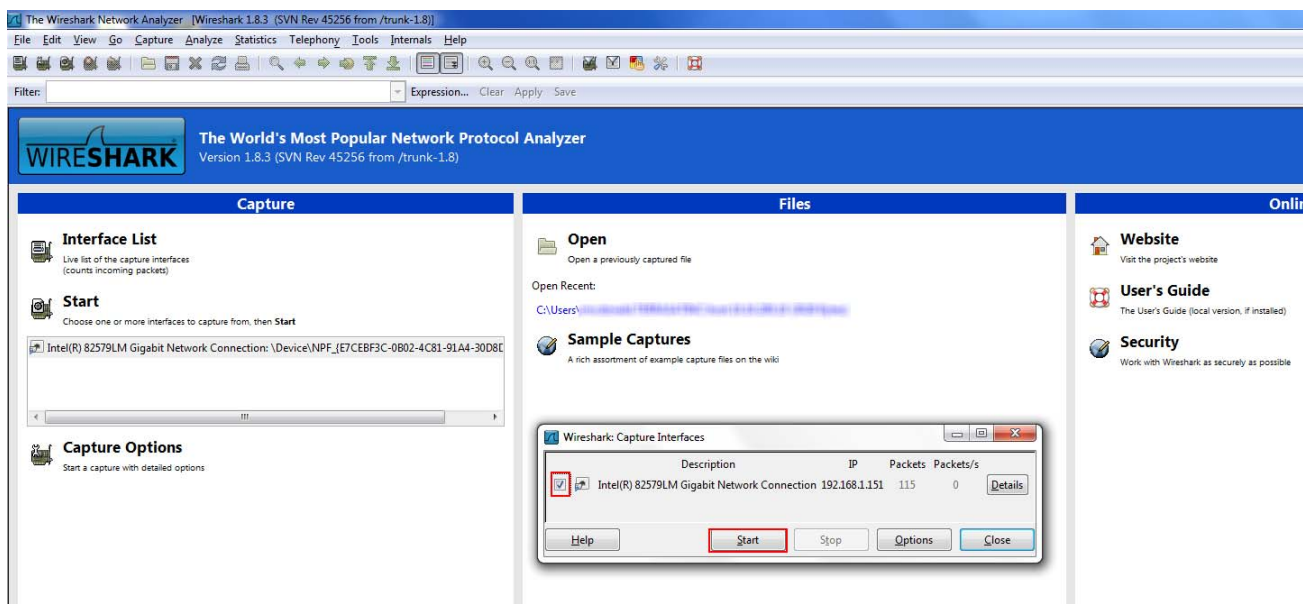 The Wireshark Network Analyzer [Wireshark 1.8.3 (SVN Rev 45256 from /trunk-1.8)]
File Edit View Go Capture Analyze Statistics Telephony Tools Internals Help
Filter: Expression... Clear Apply Save
WIRESHARK
The World's Most Popular Network Protocol Analyzer
Version 1.8.3 (SVN Rev 45256 from /trunk-1.8)
Capture
Interface List
Live list of the capture interfaces
(counts incoming packets)
Start
Choose one or more interfaces to capture from, then Start
Intel(R) 82579LM Gigabit Network Connection: \Device\NPF_{E7CEBF3C-0B02-4C81-91A4-30D8D
Capture Options
Start a capture with detailed options
Files
Open
Open a previously captured file
Open Recent:
C:\Users\
Sample Captures
A rich assortment of example capture files on the wiki
Wireshark: Capture Interfaces
Description IP Packets Packets/s
Intel(R) 82579LM Gigabit Network Connection 192.168.1.151 115 0 Details
Help Start Stop Options Close
Onlin
Website
Visit the project's website
User's Guide
The User's Guide (local version, if installed)
Security
Work with Wireshark as securely as possible